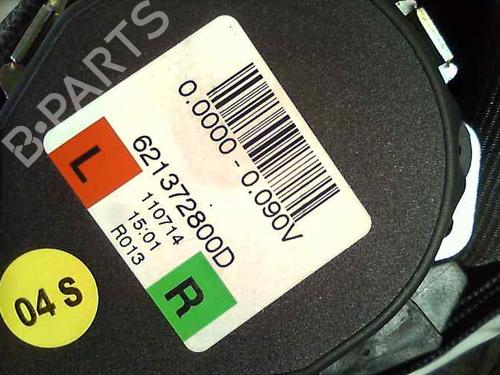 B-PARTS
0.0000 - 0.090V
621372800D
110714
15:01
R013
L
R
04 S